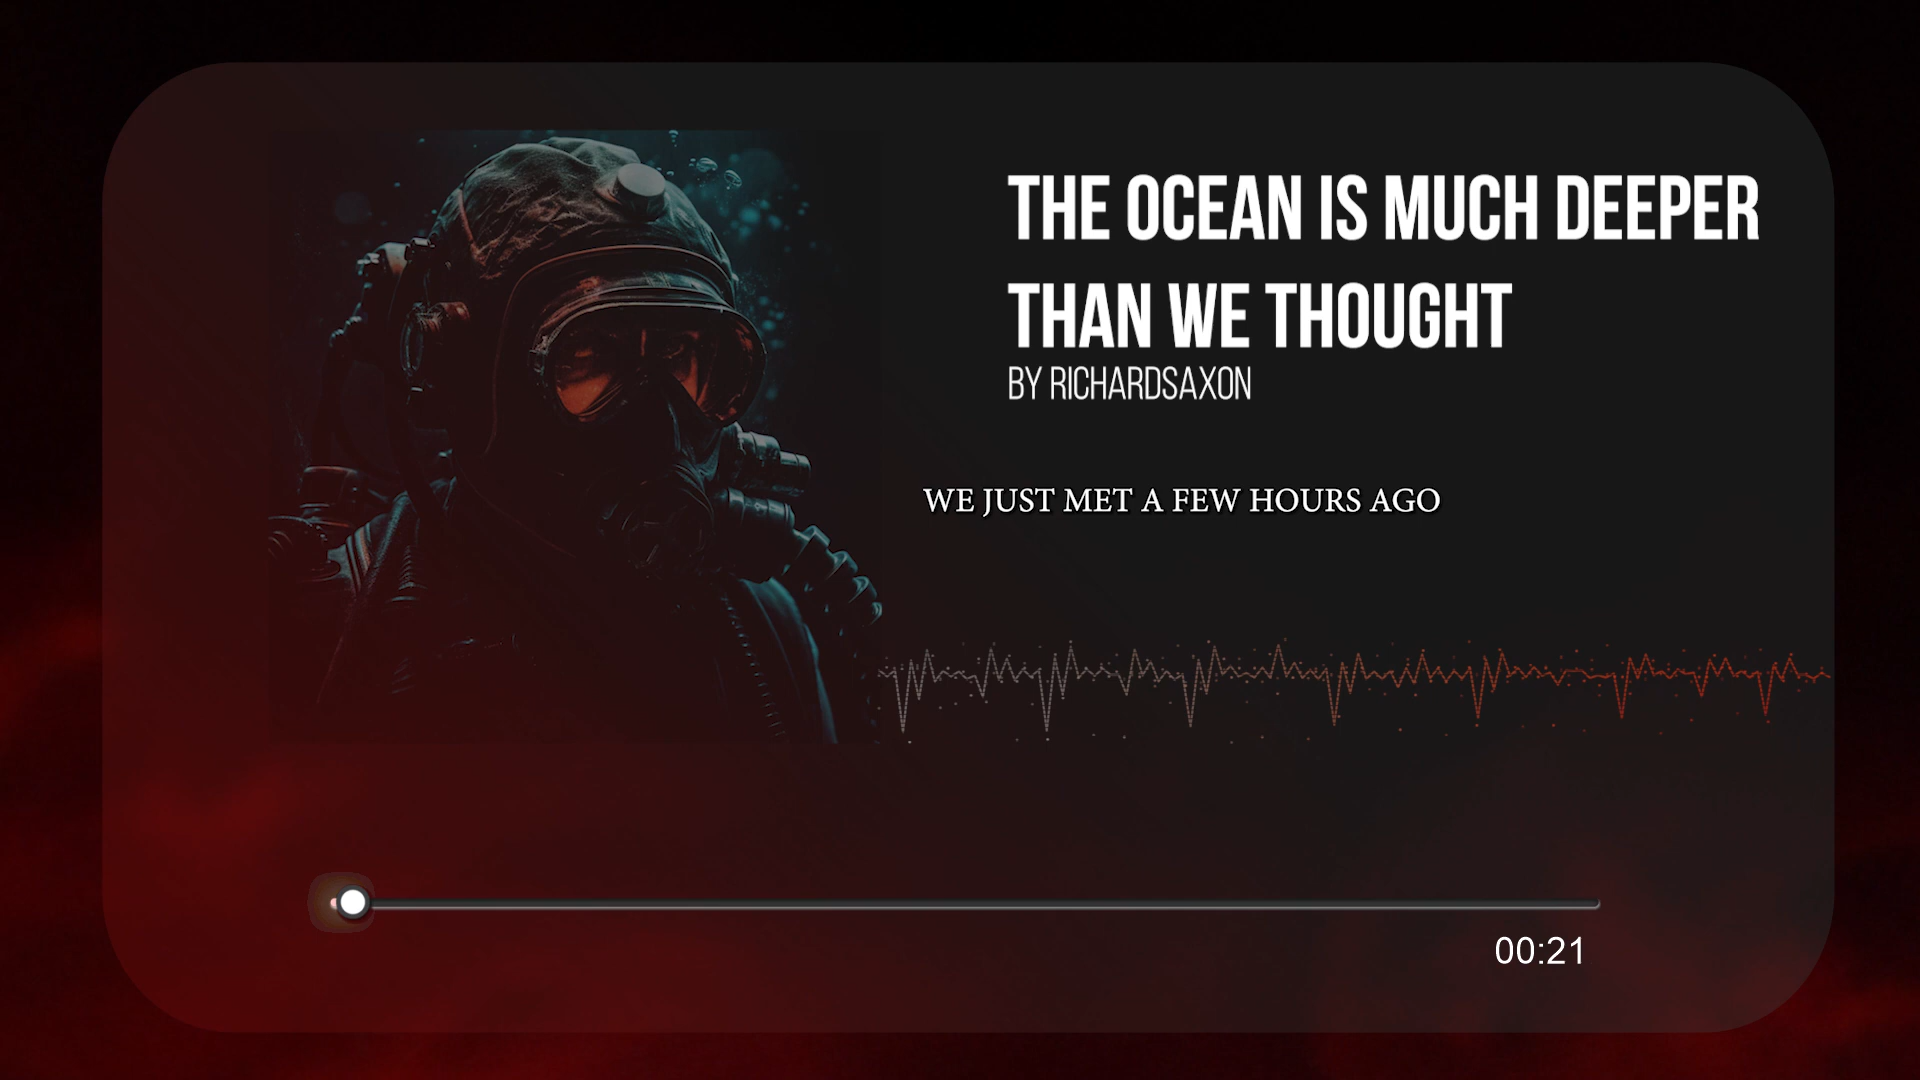 THE OCEAN IS MUCH DEEPER
THAN WE THOUGHT
BY RICHARDSAXON
WE JUST MET A FEW HOURS AGO
00:21